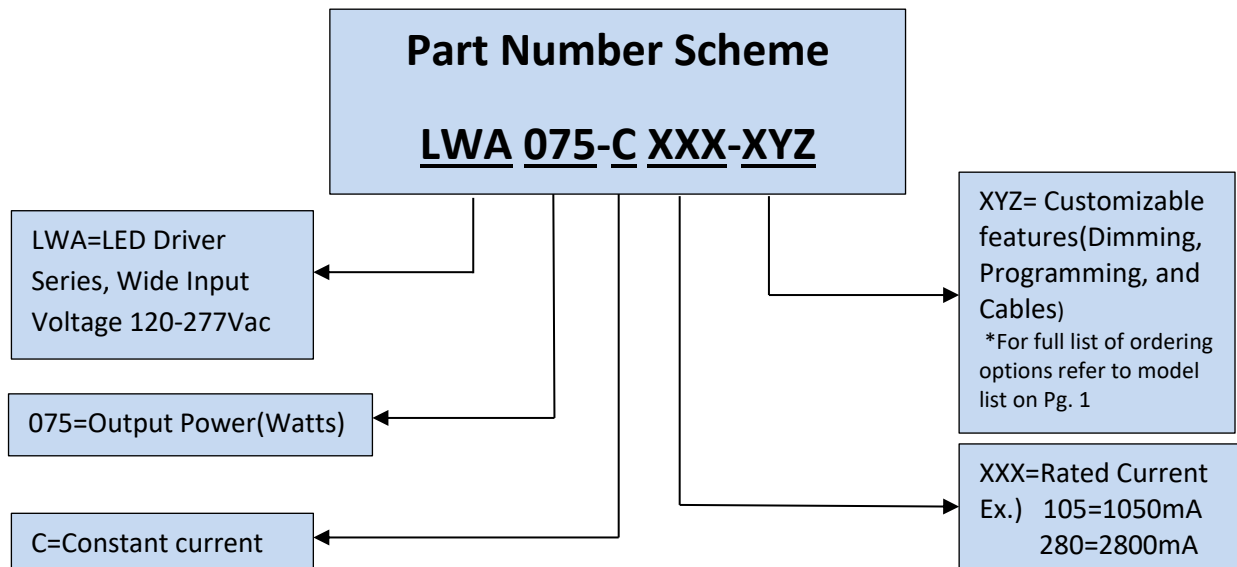 Part Number Scheme
LWA 075-C XXX-XYZ
LWA=LED Driver
Series, Wide Input
Voltage 120-277Vac
075=Output Power(Watts)
C=Constant current
XYZ= Customizable
features(Dimming,
Programming, and
Cables)
*For full list of ordering
options refer to model
list on Pg. 1
XXX=Rated Current
Ex.) 105=1050mA
280=2800mA